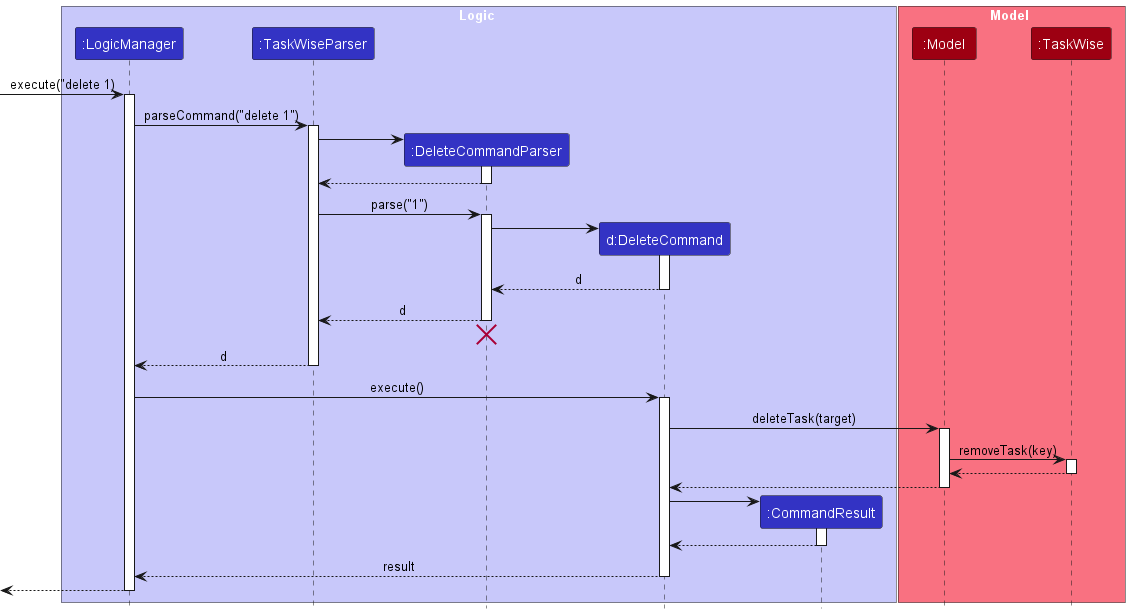 Logic
Model
:LogicManager
:TaskWiseParser
:Model
:TaskWise
execute("delete 1)
parseCommand("delete 1")
:DeleteCommandParser
parse("1")
d:DeleteCommand
d
d
d
execute()
deleteTask(target)
removeTask(key)
:CommandResult
result